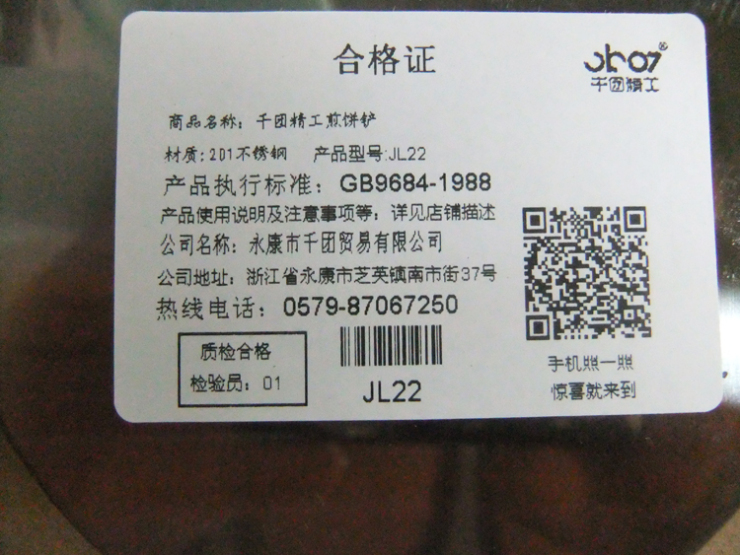 合格证
千团精工
商品名称：千团精工煎饼铲
材质:201不锈钢 产品型号:JL22
产品执行标准：GB9684-1988
产品使用说明及注意事项等：详见店铺描述
公司名称：永康市千团贸易有限公司
公司地址：浙江省永康市芝英镇南市街37号
热线电话：0579-87067250
质检合格
检验员：01
JL22
手机照一照
惊喜就来到